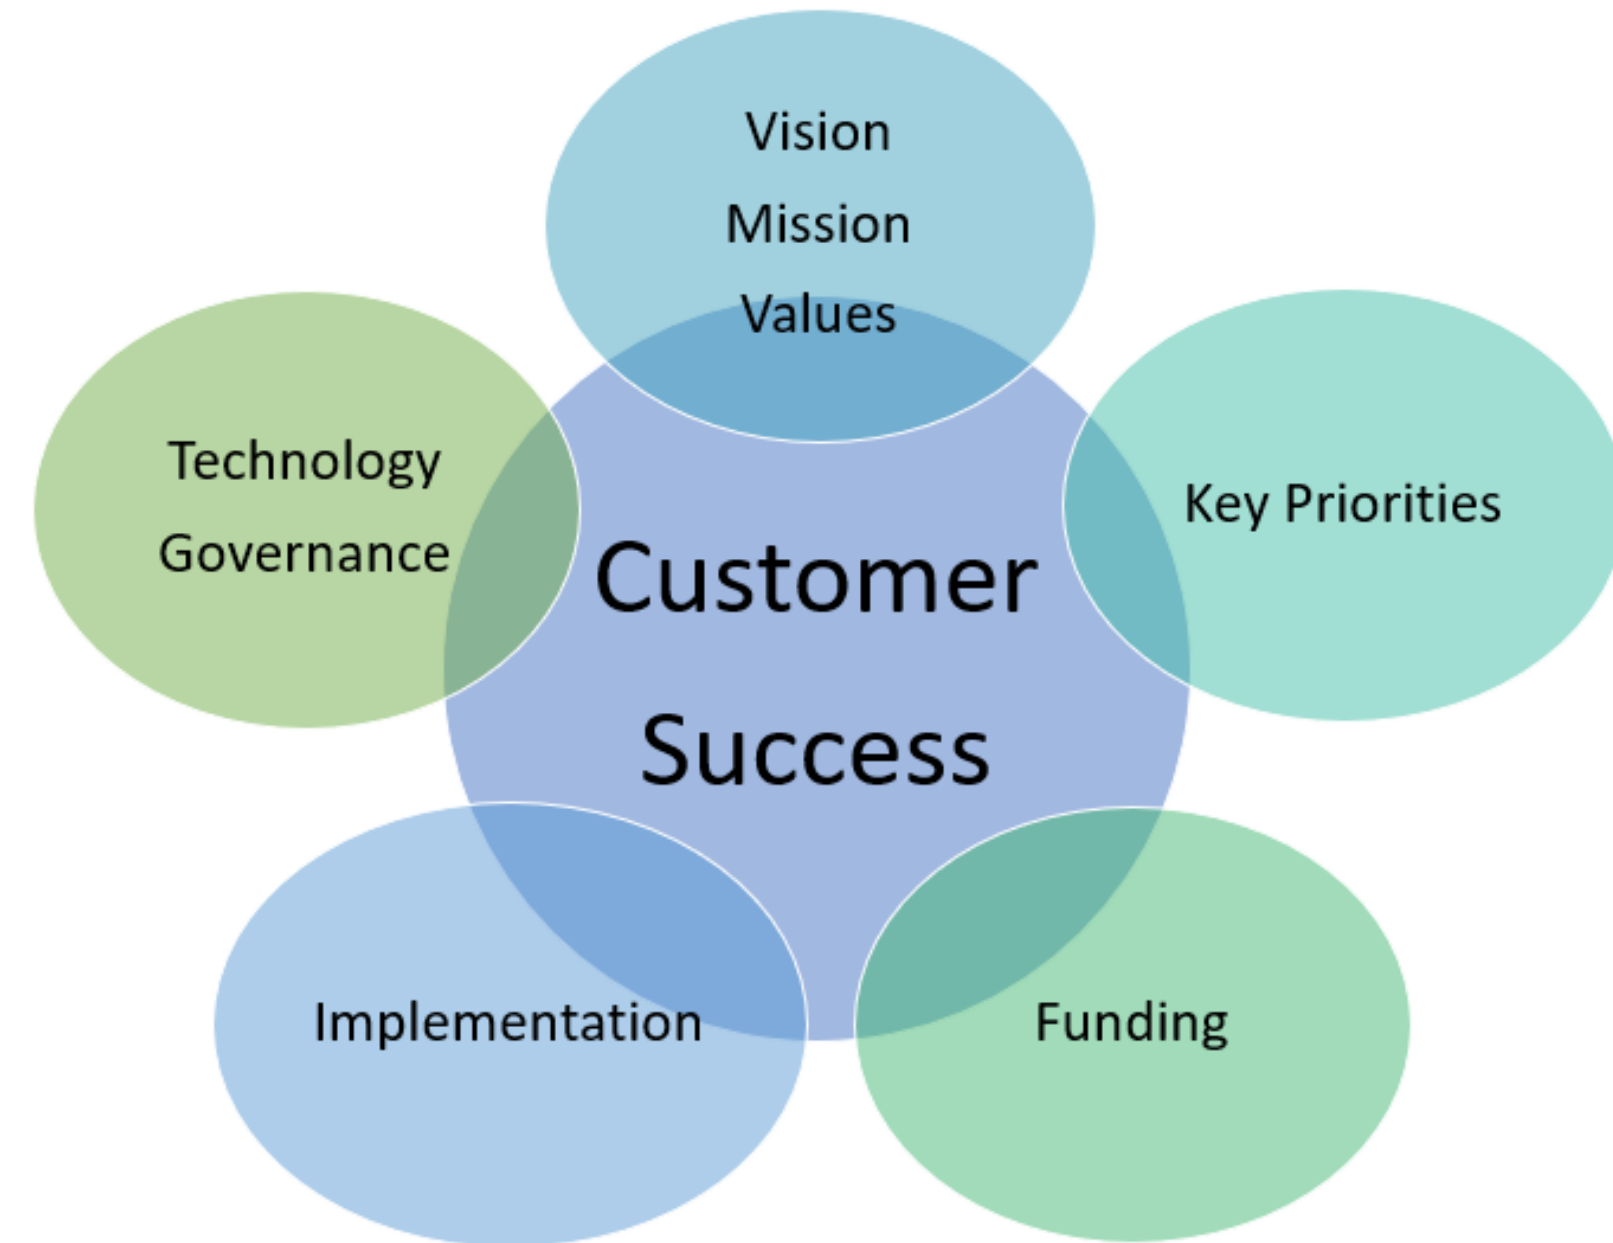 Vision
Mission
Values
Technology
Governance
Key Priorities
Customer
Success
Implementation
Funding